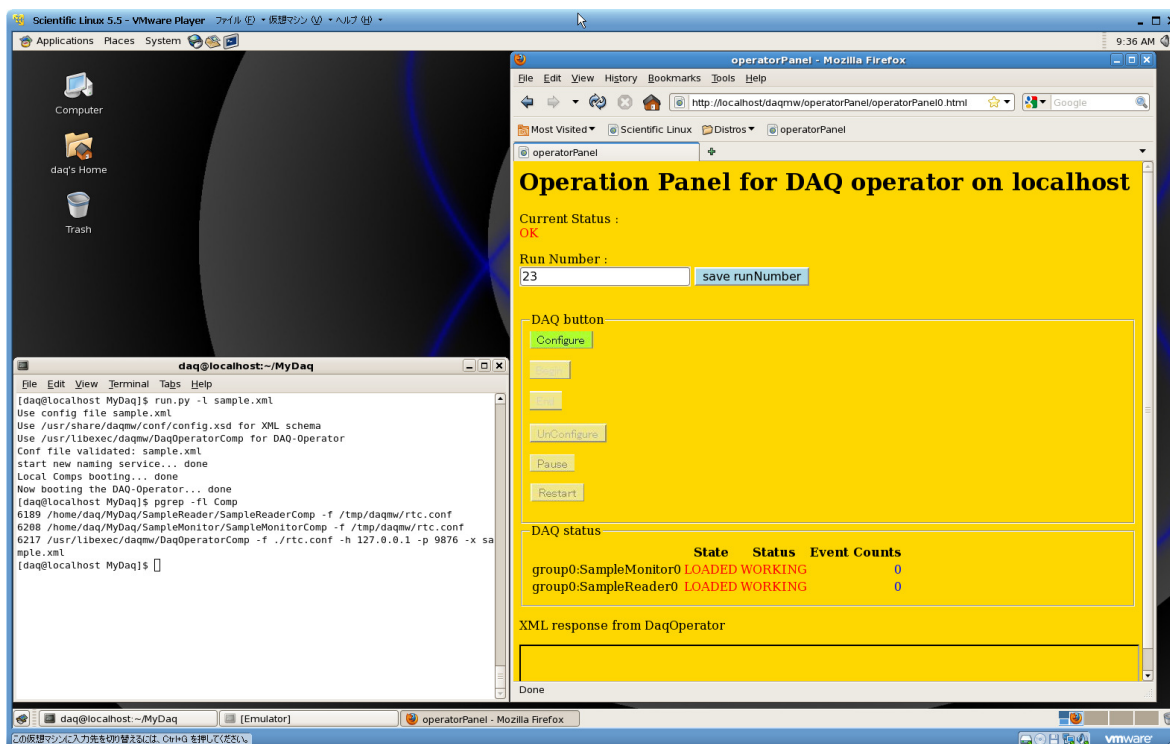 Scientific Linux 5.5 - VMware Player ファイル (F) ・ 仮想マシン (V) ・ ヘルプ (H) ・
Applications Places System 9:36 AM
Computer
daq's Home
Trash
daq@localhost:~/MyDaq
File Edit View Terminal Tabs Help
[daq@localhost MyDaq]$ run.py -l sample.xml
Use config file sample.xml
Use /usr/share/daqmw/conf/config.xsd for XML schema
Use /usr/libexec/daqmw/DaqOperatorComp for DAQ-Operator
Conf file validated: sample.xml
start new naming service... done
Local Comps booting... done
Now booting the DAQ-Operator... done
[daq@localhost MyDaq]$ pgrep -fl Comp
6189 /home/daq/MyDaq/SampleReader/SampleReaderComp -f /tmp/daqmw/rtc.conf
6208 /home/daq/MyDaq/SampleMonitor/SampleMonitorComp -f /tmp/daqmw/rtc.conf
6217 /usr/libexec/daqmw/DaqOperatorComp -f ./rtc.conf -h 127.0.0.1 -p 9876 -x sa
mple.xml
[daq@localhost MyDaq]$
operatorPanel - Mozilla Firefox
File Edit View History Bookmarks Tools Help
http://localhost/daqmw/operatorPanel/operatorPanel0.html Google
Most Visited Scientific Linux Distros operatorPanel
operatorPanel
Operation Panel for DAQ operator on localhost
Current Status :
OK
Run Number :
23 save runNumber
DAQ button
Configure
Begin
End
UnConfigure
Pause
Restart
DAQ status
State Status Event Counts
group0:SampleMonitor0 LOADED WORKING 0
group0:SampleReader0 LOADED WORKING 0
XML response from DaqOperator
Done
daq@localhost:~/MyDaq [Emulator] operatorPanel - Mozilla Firefox
この仮想マシンに入力先を切り替えるには、Ctrl+G を押してください。 vmware